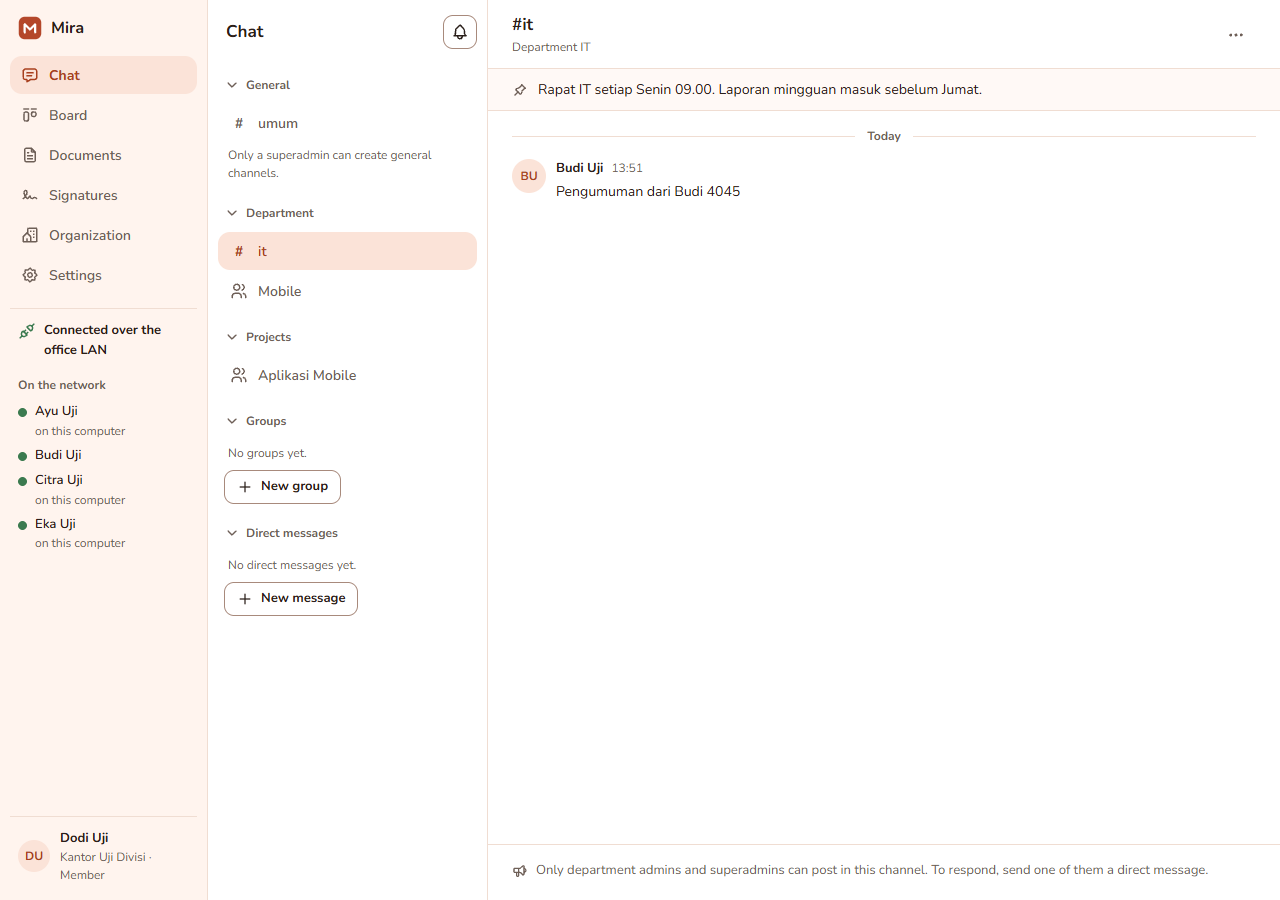 Mira
Chat
Board
Documents
Signatures
Organization
Settings
Connected over the
office LAN
On the network
Ayu Uji
on this computer
Budi Uji
Citra Uji
on this computer
Eka Uji
on this computer
DU
Dodi Uji
Kantor Uji Divisi ·
Member
Chat
General
# umum
Only a superadmin can create general
channels.
Department
# it
Mobile
Projects
Aplikasi Mobile
Groups
No groups yet.
+ New group
Direct messages
No direct messages yet.
+ New message
#it
Department IT
Rapat IT setiap Senin 09.00. Laporan mingguan masuk sebelum Jumat.
Today
BU
Budi Uji 13:51
Pengumuman dari Budi 4045
Only department admins and superadmins can post in this channel. To respond, send one of them a direct message.